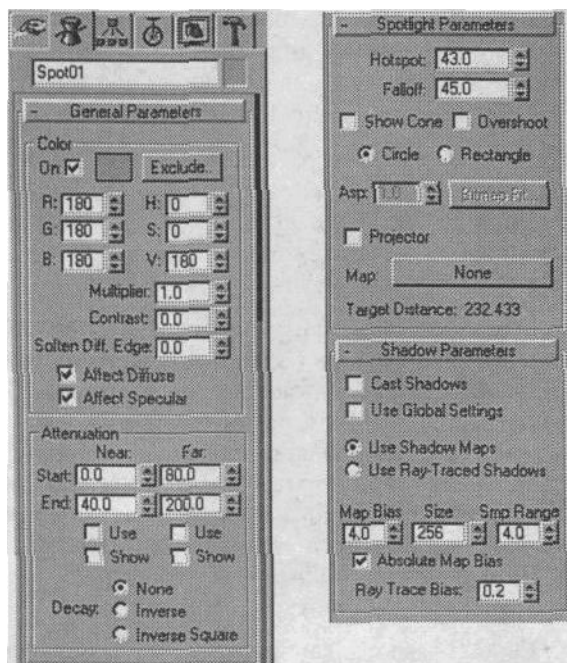 Spot01
- General Parameters
Color
On: Exclude..
R: 180 H: 0
G: 180 S: 0
B: 180 V: 180
Multiplier: 1.0
Contrast: 0.0
Soften Diff. Edge: 0.0
Affect Diffuse
Affect Specular
Attenuation
Near: Far:
Start: 0.0 80.0
End: 40.0 200.0
Use Use
Show Show
None
Decay: Inverse
Inverse Square
- Spotlight Parameters
Hotspot: 43.0
Falloff: 45.0
Show Cone Overshoot
Circle Rectangle
Asp: 1.0 Bitmap Fit...
Projector
Map: None
Target Distance: 232.433
- Shadow Parameters
Cast Shadows
Use Global Settings
Use Shadow Maps
Use Ray-Traced Shadows
Map Bias Size Smp Range
4.0 256 4.0
Absolute Map Bias
Ray Trace Bias: 0.2